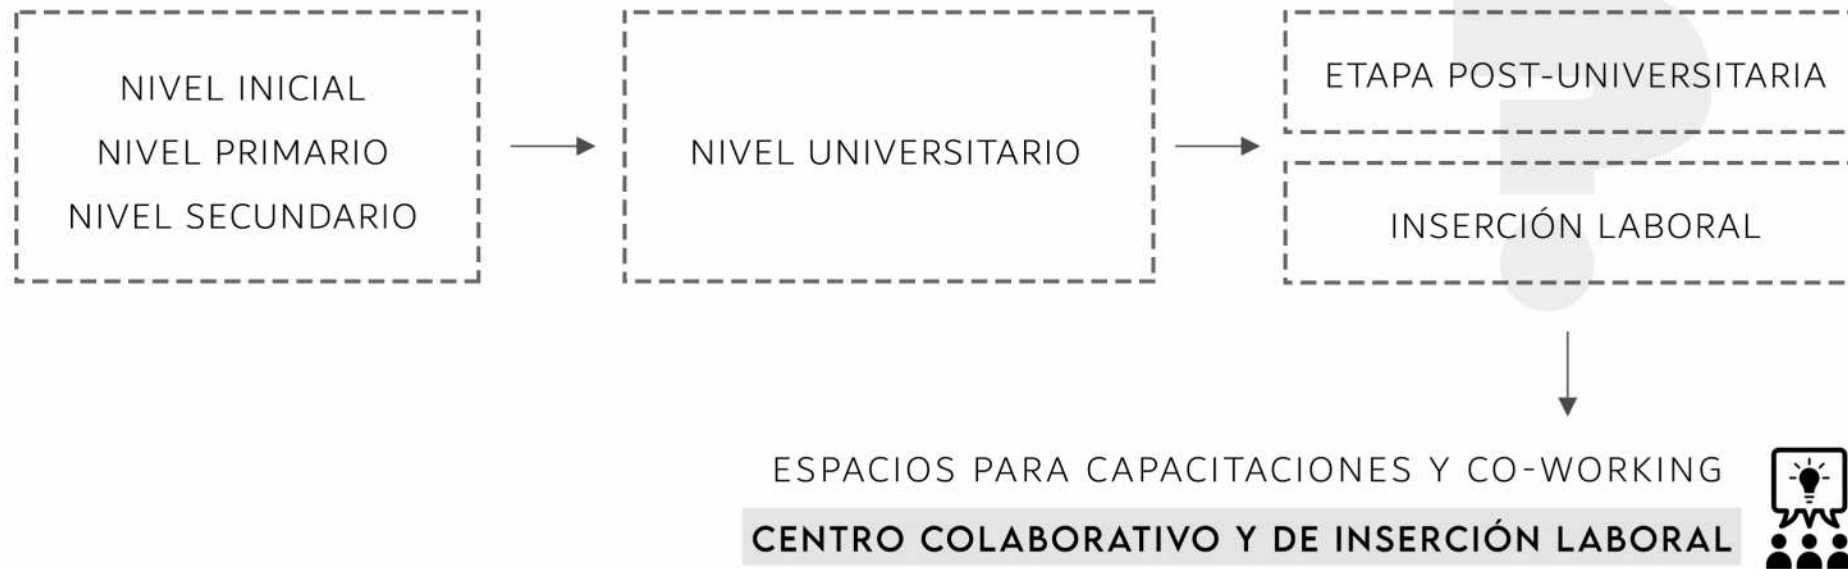 NIVEL INICIAL
NIVEL PRIMARIO
NIVEL SECUNDARIO
NIVEL UNIVERSITARIO
ETAPA POST-UNIVERSITARIA
INSERCIÓN LABORAL
?
ESPACIOS PARA CAPACITACIONES Y CO-WORKING
CENTRO COLABORATIVO Y DE INSERCIÓN LABORAL